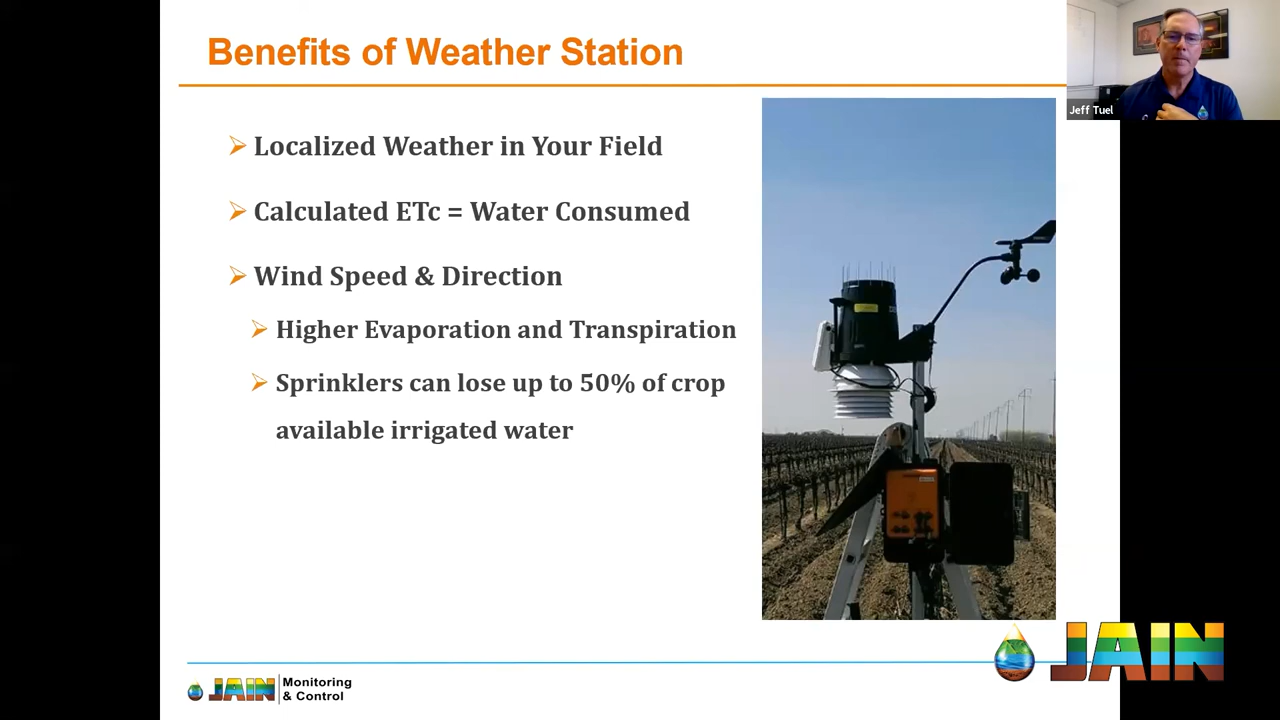 Benefits of Weather Station
Jeff Tuel
Localized Weather in Your Field
Calculated ETc = Water Consumed
Wind Speed & Direction
Higher Evaporation and Transpiration
Sprinklers can lose up to 50% of crop
available irrigated water
JAIN
JAIN Monitoring
& Control